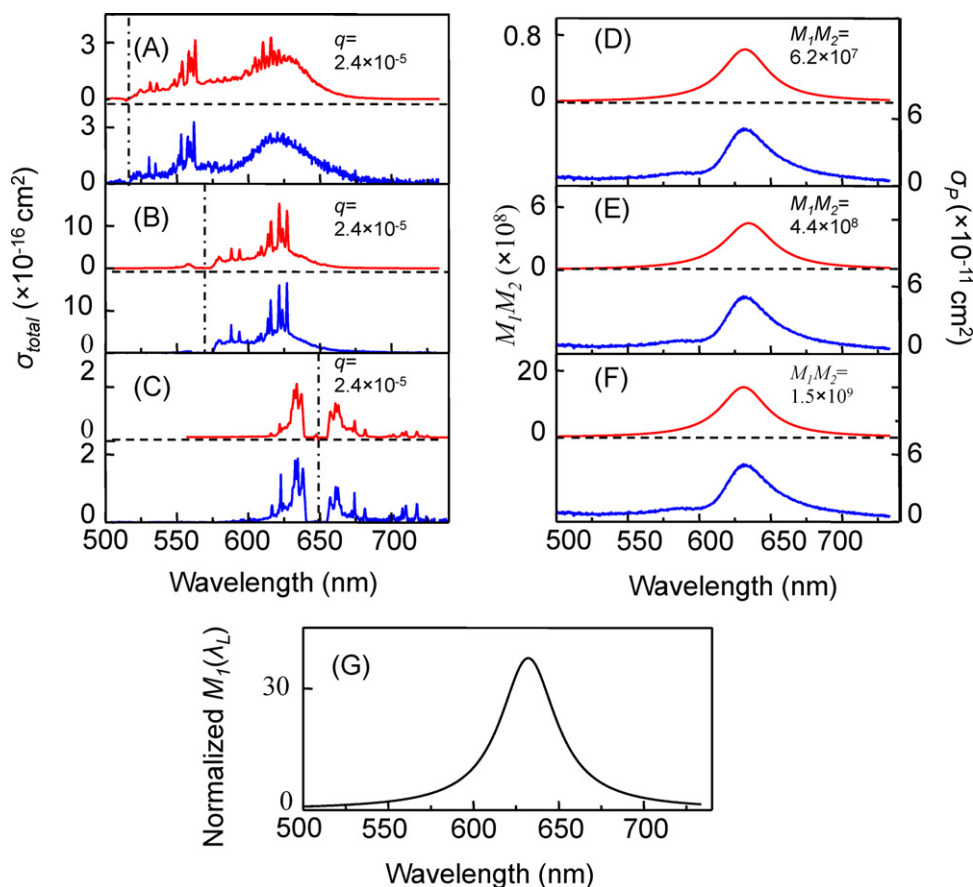 (A)
q=
2.4×10⁻⁵
3
0
3
0
(B)
q=
2.4×10⁻⁵
10
0
10
0
(C)
q=
2.4×10⁻⁵
2
0
2
0
500 550 600 650 700
Wavelength (nm)
σtotal (×10⁻¹⁶ cm²)
(D)
M₁M₂=
6.2×10⁷
0.8
0
6
0
(E)
M₁M₂=
4.4×10⁸
6
0
6
0
(F)
M₁M₂=
1.5×10⁹
20
0
6
0
500 550 600 650 700
Wavelength (nm)
M₁M₂ (×10⁸)
σP (×10⁻¹¹ cm²)
(G)
30
0
500 550 600 650 700
Wavelength (nm)
Normalized M₁(λL)